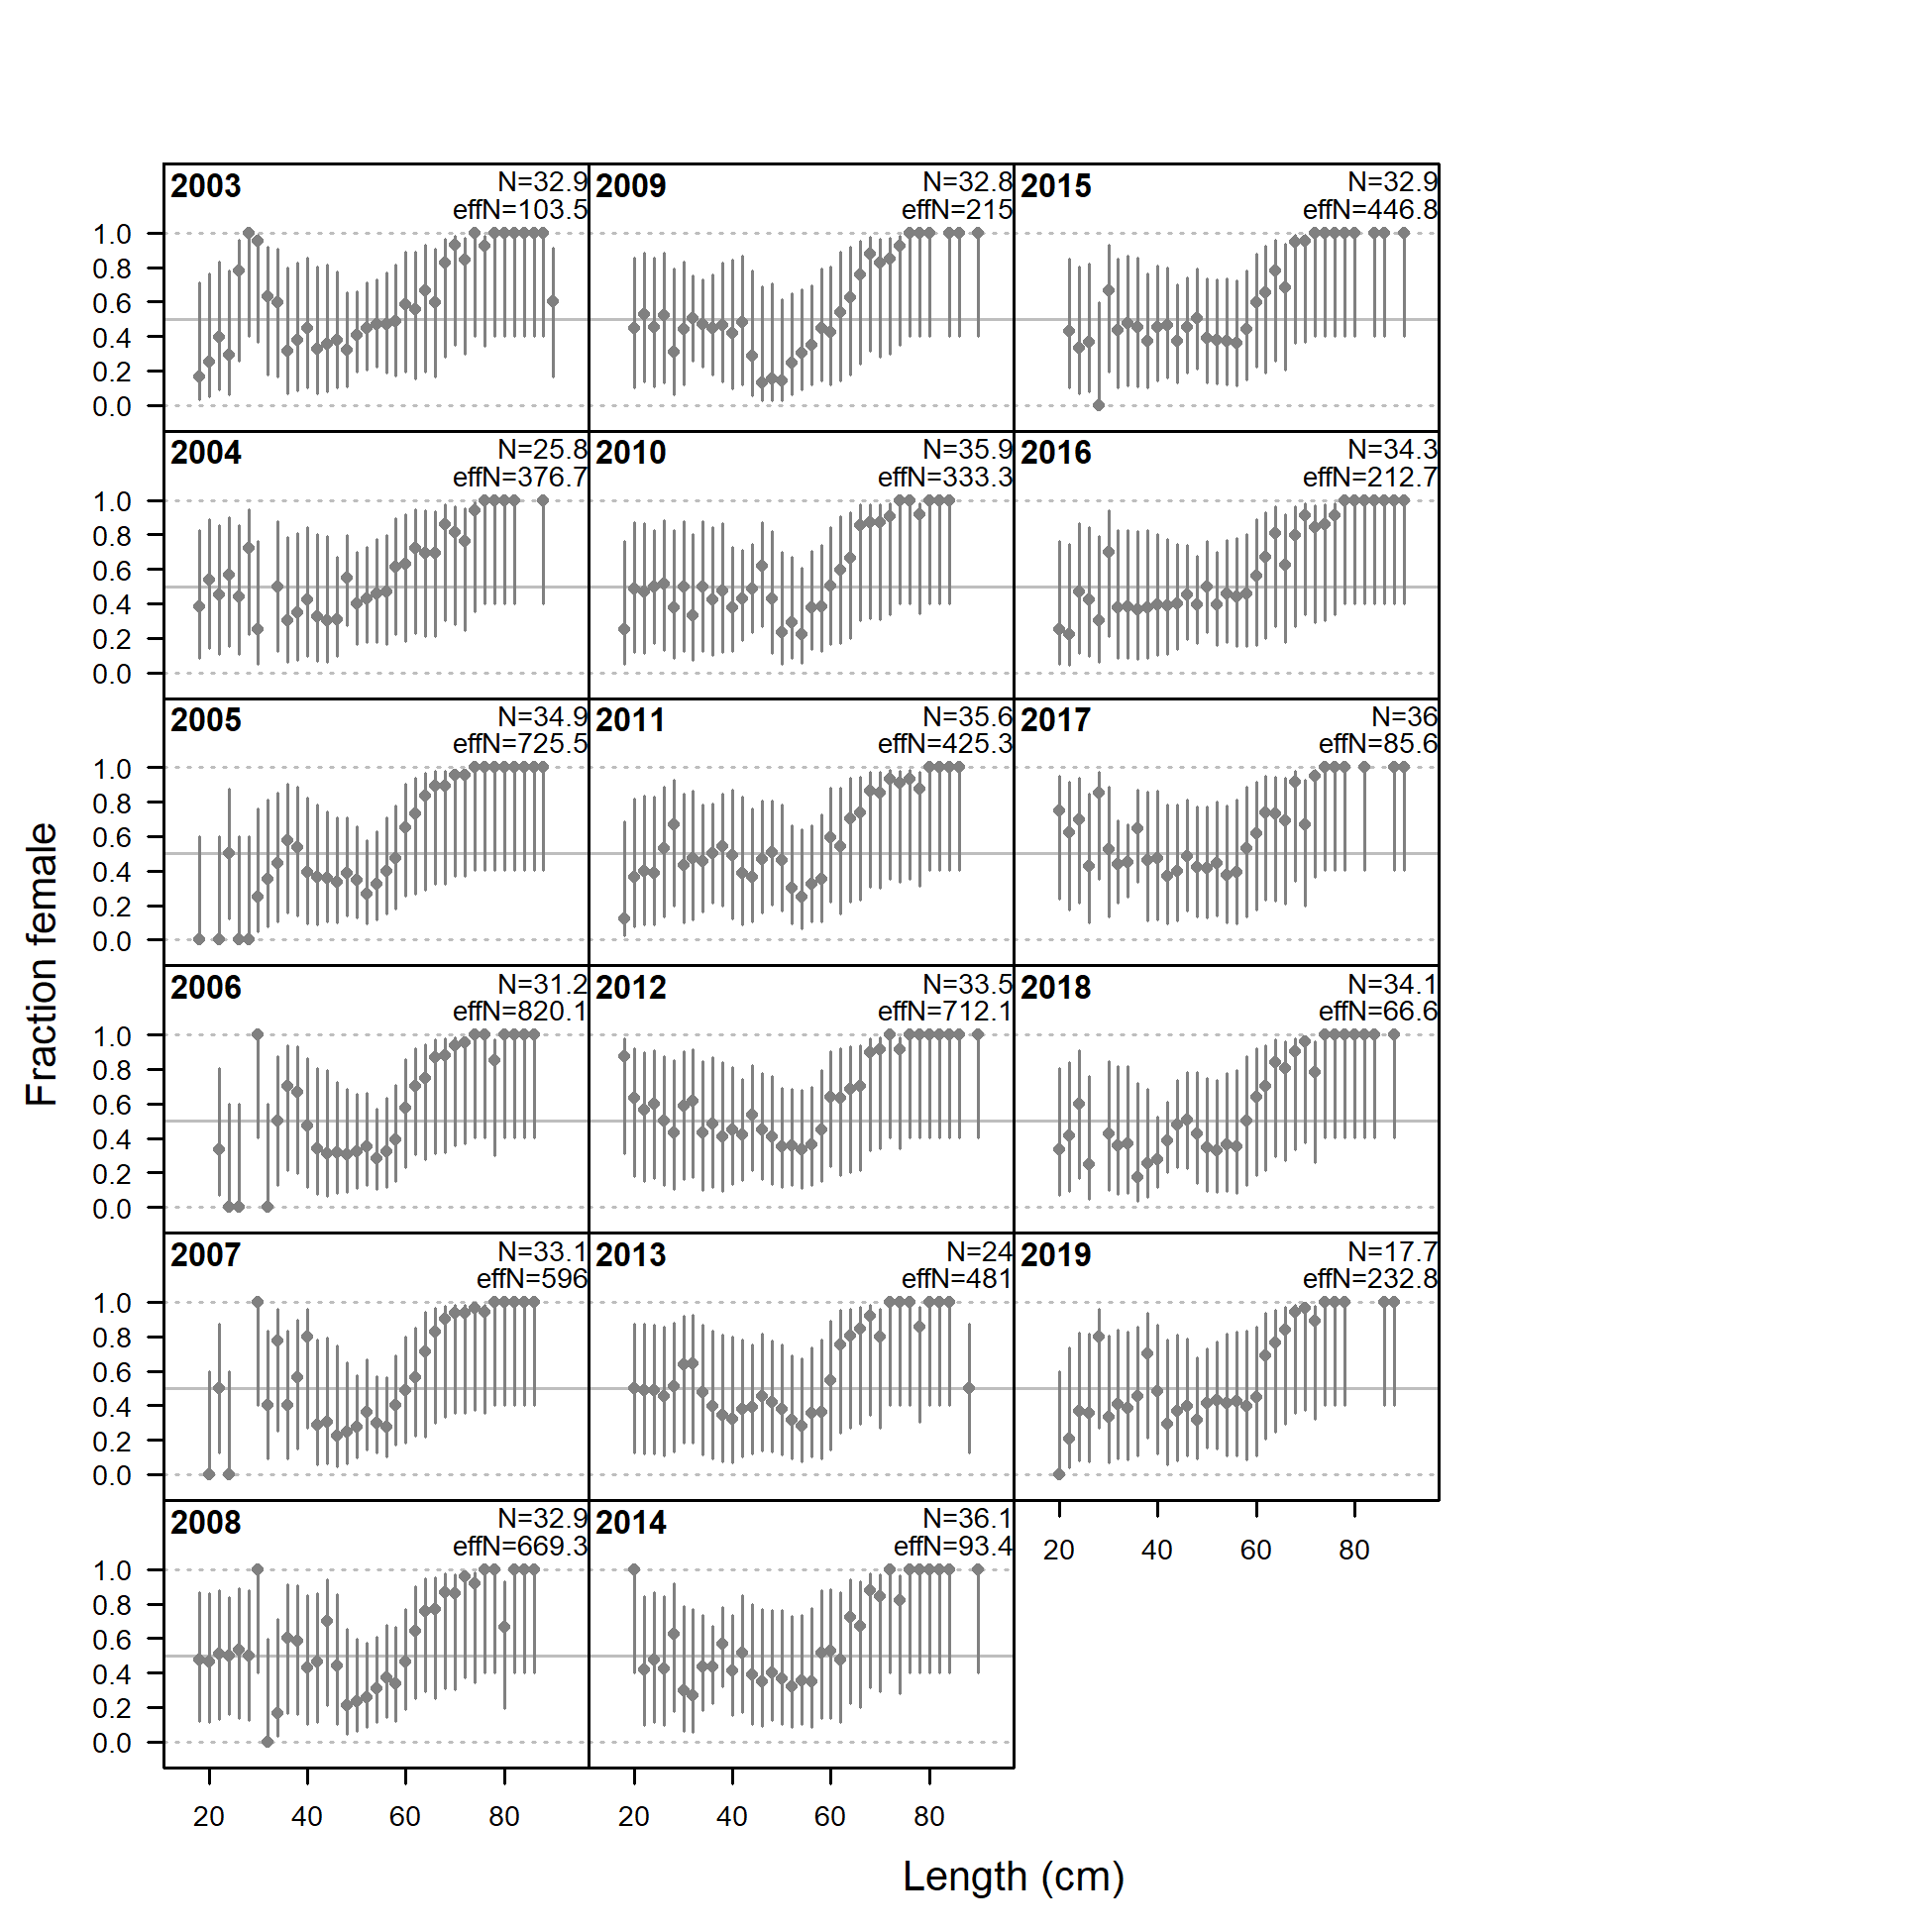 2003
N=32.9
effN=103.5
2009
N=32.8
effN=215
2015
N=32.9
effN=446.8
1.0
0.8
0.6
0.4
0.2
0.0
2004
N=25.8
effN=376.7
2010
N=35.9
effN=333.3
2016
N=34.3
effN=212.7
1.0
0.8
0.6
0.4
0.2
0.0
2005
N=34.9
effN=725.5
2011
N=35.6
effN=425.3
2017
N=36
effN=85.6
1.0
0.8
0.6
0.4
0.2
0.0
2006
N=31.2
effN=820.1
2012
N=33.5
effN=712.1
2018
N=34.1
effN=66.6
1.0
0.8
0.6
0.4
0.2
0.0
2007
N=33.1
effN=596
2013
N=24
effN=481
2019
N=17.7
effN=232.8
1.0
0.8
0.6
0.4
0.2
0.0
2008
N=32.9
effN=669.3
2014
N=36.1
effN=93.4
20 40 60 80
1.0
0.8
0.6
0.4
0.2
0.0
20 40 60 80
20 40 60 80
Fraction female
Length (cm)